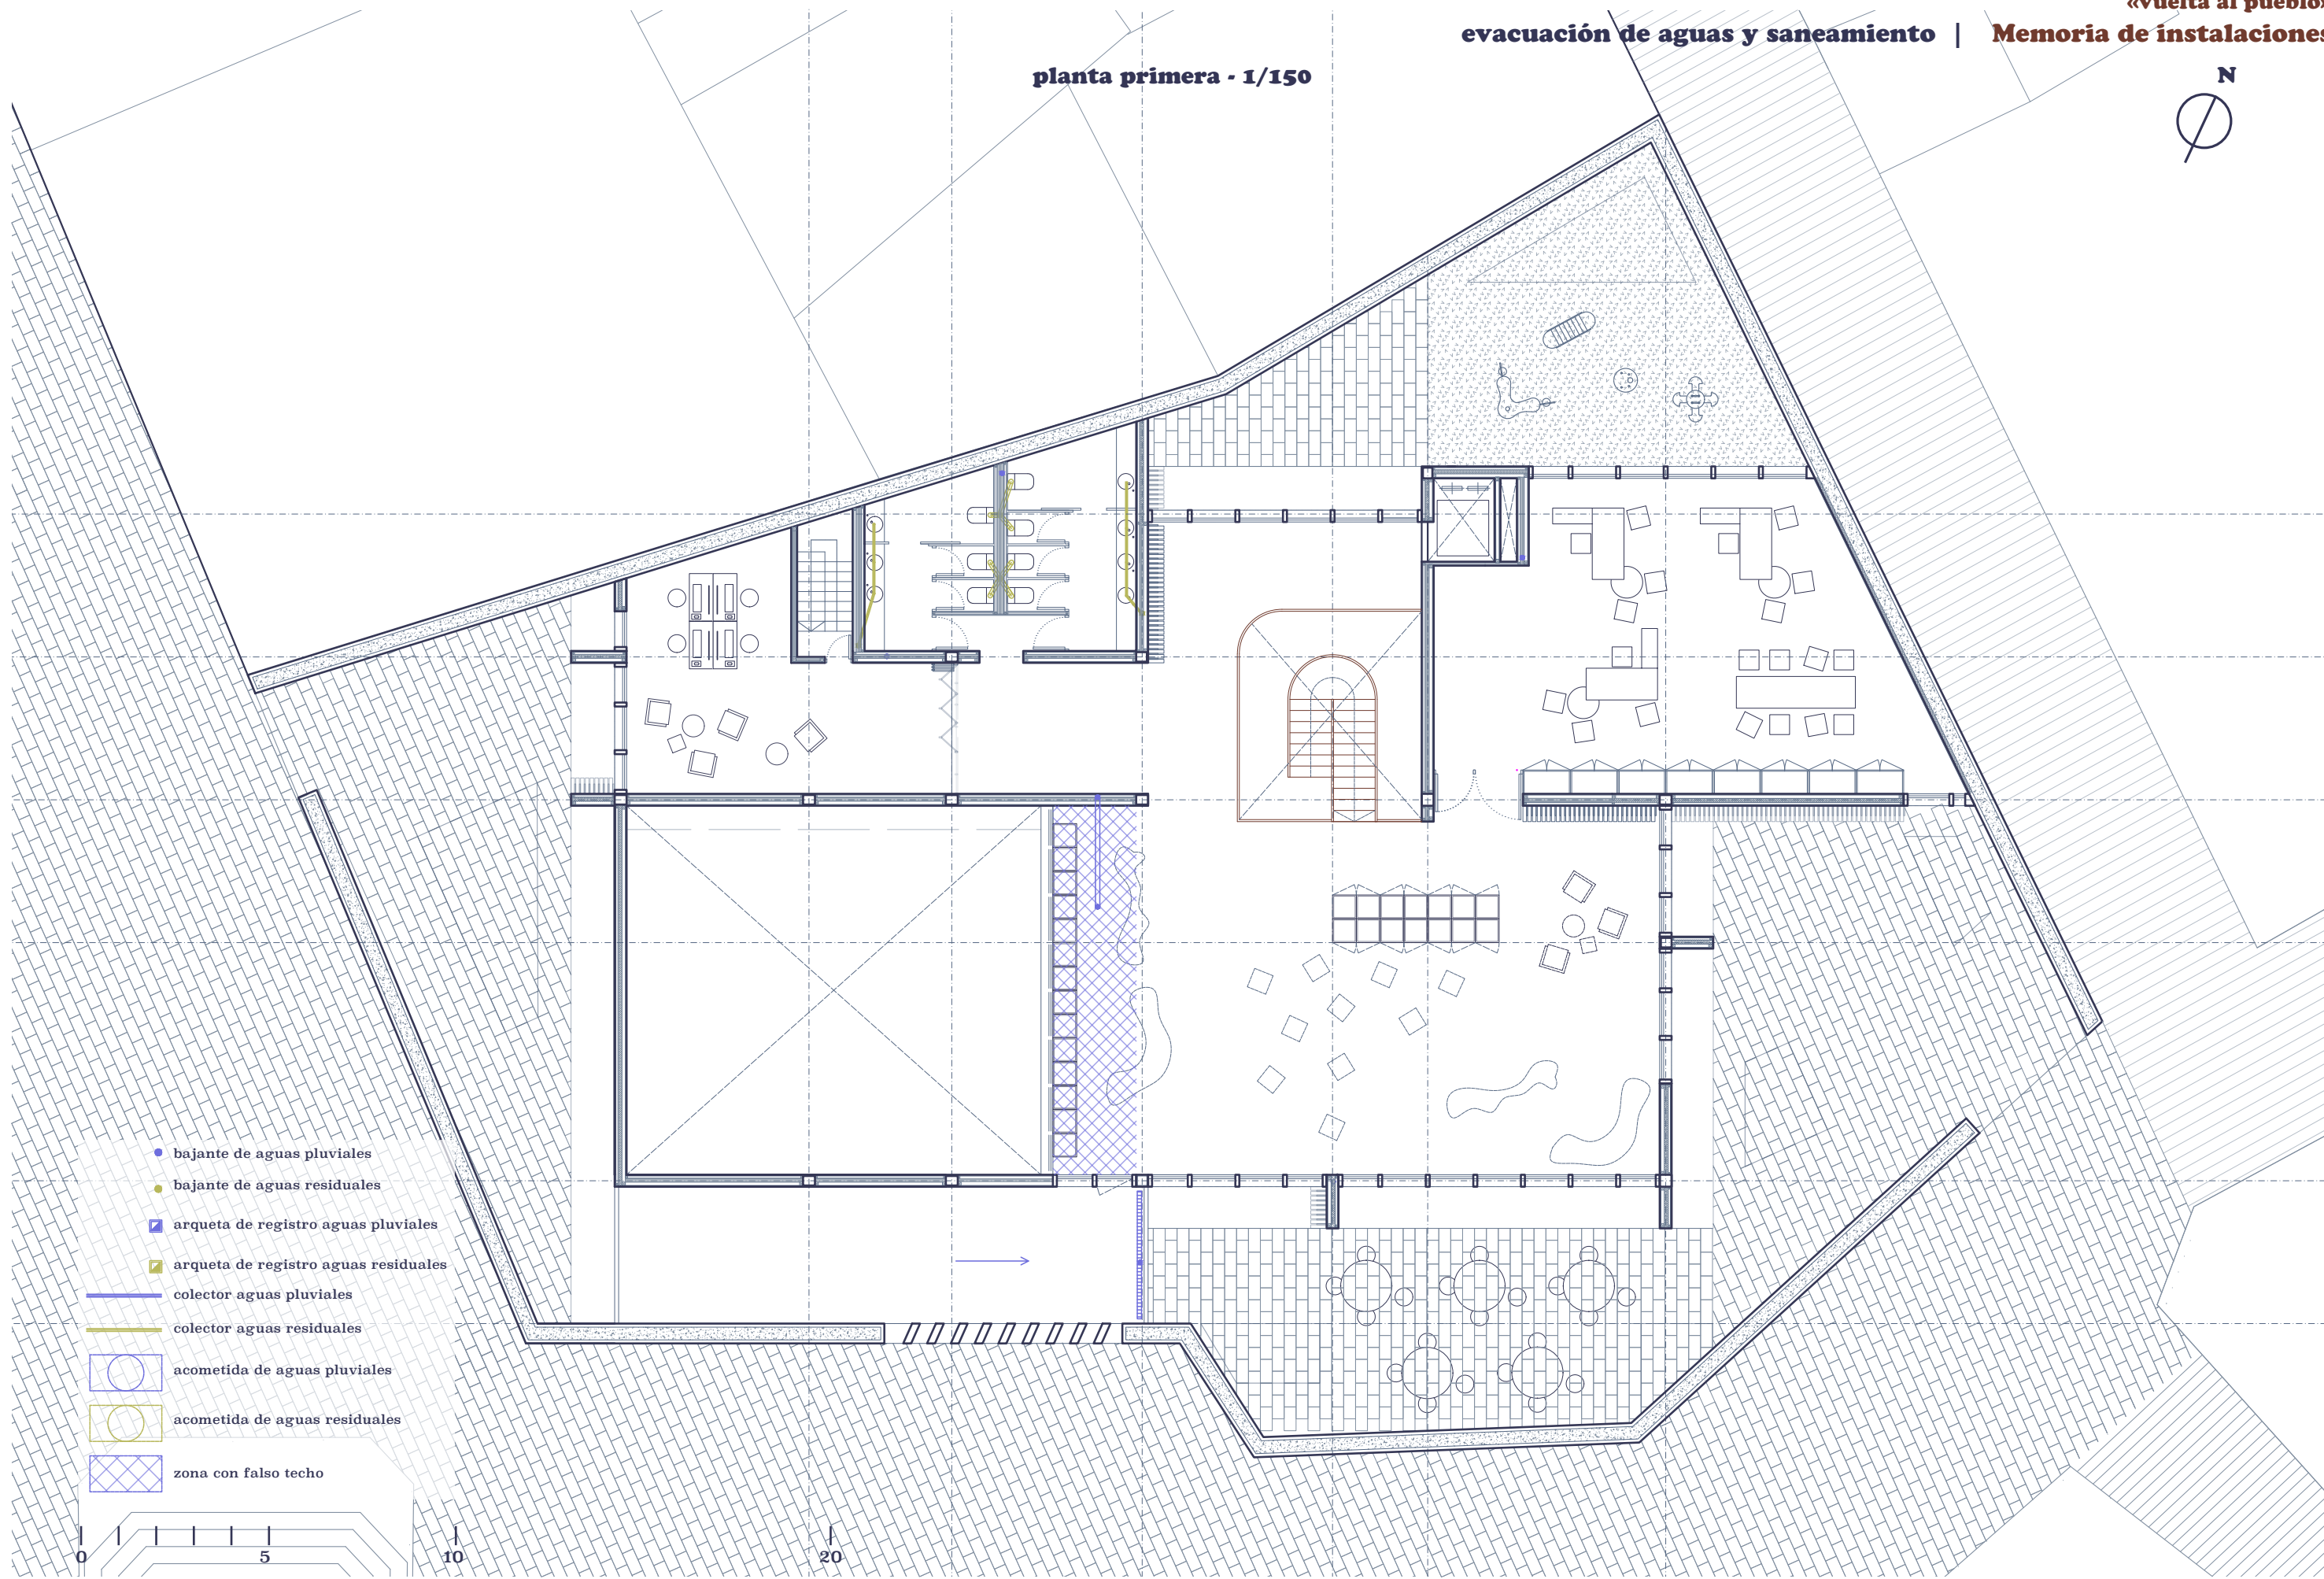 «vuelta al pueblo»
evacuación de aguas y saneamiento | Memoria de instalaciones
planta primera - 1/150
N
bajante de aguas pluviales
bajante de aguas residuales
arqueta de registro aguas pluviales
arqueta de registro aguas residuales
colector aguas pluviales
colector aguas residuales
acometida de aguas pluviales
acometida de aguas residuales
zona con falso techo
0 5 10 20